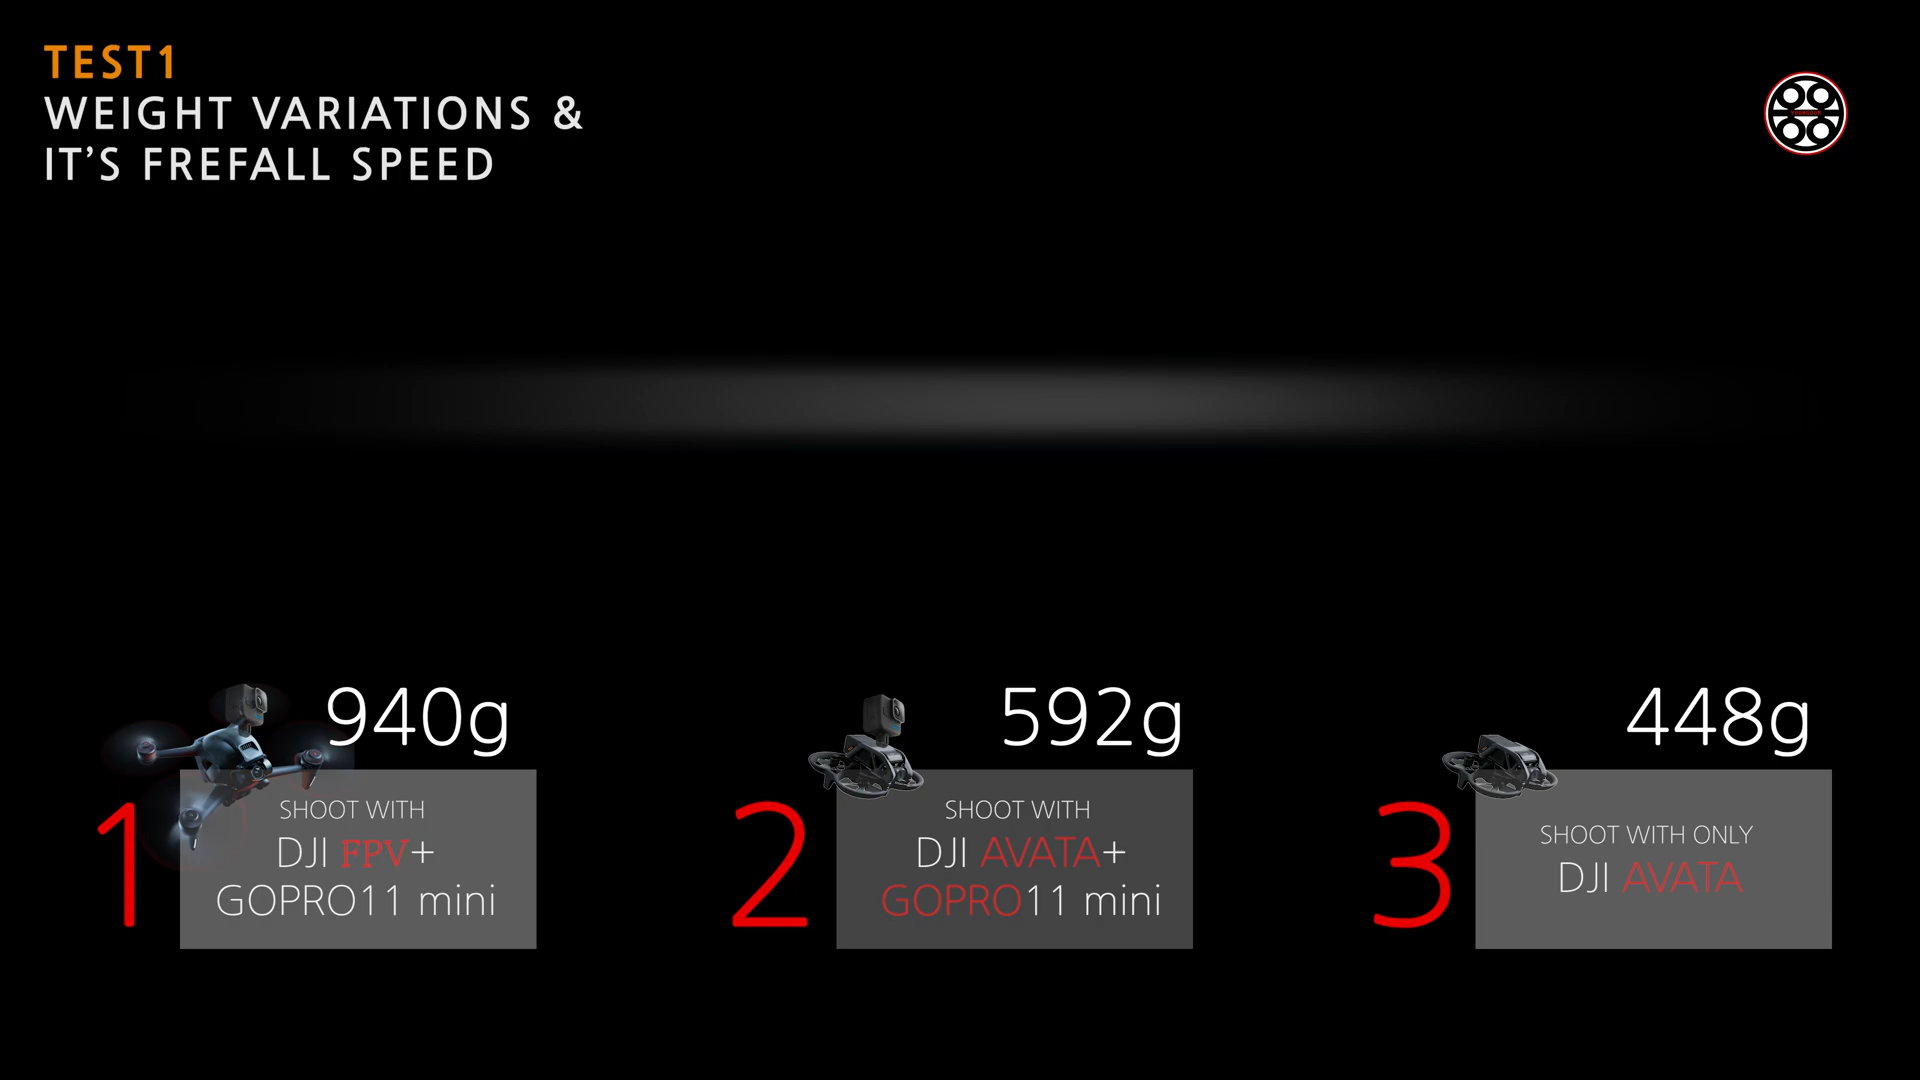 TEST1
WEIGHT VARIATIONS &
IT'S FREFALL SPEED
940g
1
SHOOT WITH
DJI FPV+
GOPRO11 mini
592g
2
SHOOT WITH
DJI AVATA+
GOPRO11 mini
448g
3
SHOOT WITH ONLY
DJI AVATA